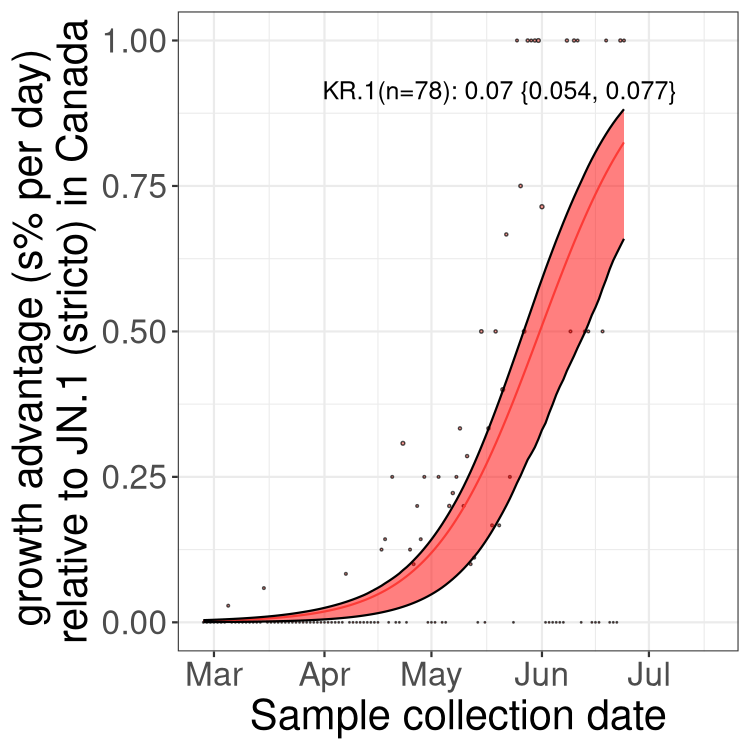 growth advantage (s% per day)
relative to JN.1 (stricto) in Canada
1.00
0.75
0.50
0.25
0.00
KR.1(n=78): 0.07 {0.054, 0.077}
Mar Apr May Jun Jul
Sample collection date